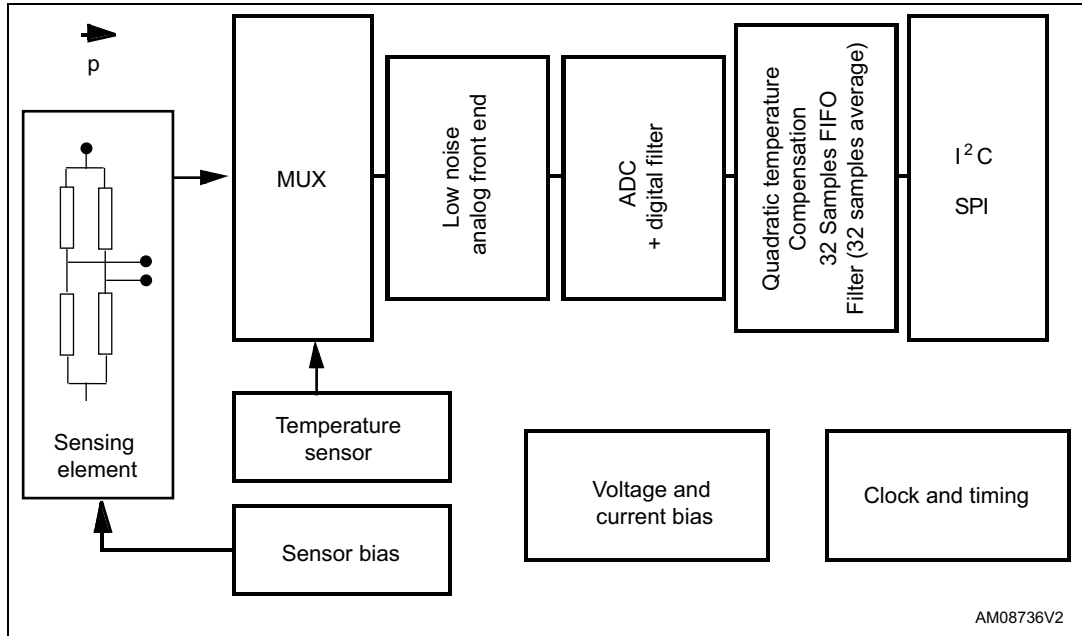 p
Sensing
element
MUX
Low noise
analog front end
ADC
+ digital filter
Quadratic temperature
Compensation
32 Samples FIFO
Filter (32 samples average)
I² C
SPI
Temperature
sensor
Sensor bias
Voltage and
current bias
Clock and timing
AM08736V2